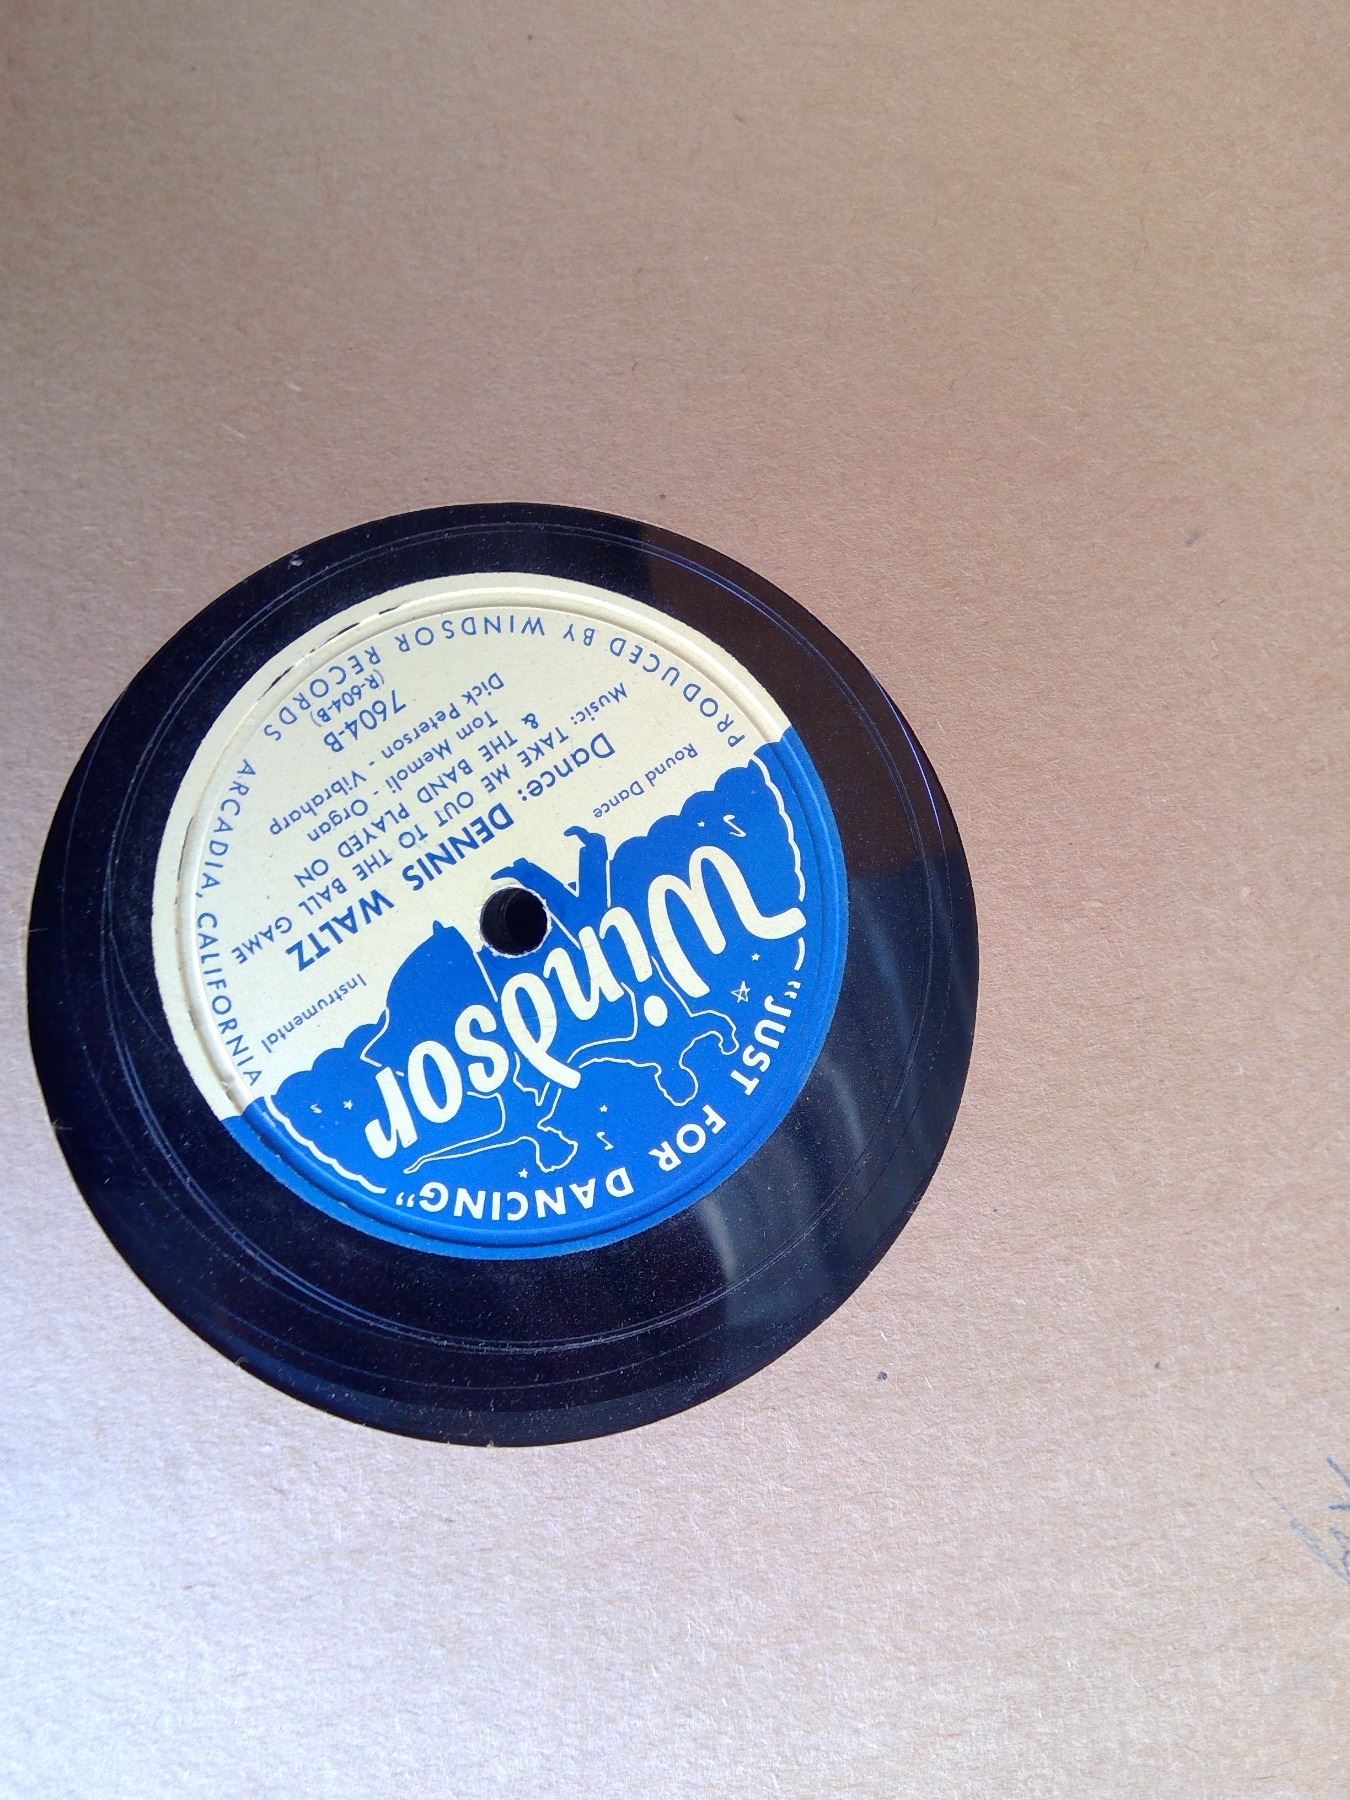 "JUST FOR DANCING"
Windsor
Round Dance
Instrumental
Dance: DENNIS WALTZ
Music: TAKE ME OUT TO THE BALL GAME
& THE BAND PLAYED ON
Tom Memoli - Organ
Dick Peterson - Vibraharp
7604-B
(R-604-B)
PRODUCED BY WINDSOR RECORDS ARCADIA, CALIFORNIA